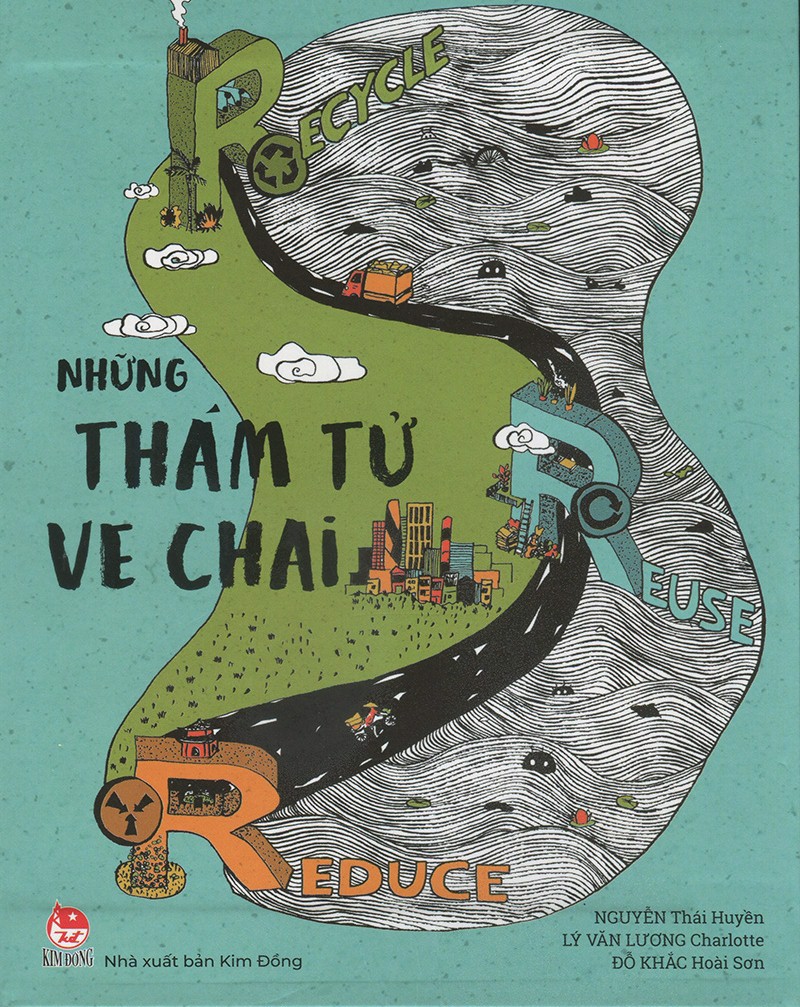 RECYCLE
NHỮNG
THÁM TỬ
VE CHAI
REUSE
REDUCE
NGUYỄN Thái Huyền
LÝ VĂN LƯƠNG Charlotte
ĐỖ KHẮC Hoài Sơn
kđ
KIM ĐỒNG
Nhà xuất bản Kim Đồng